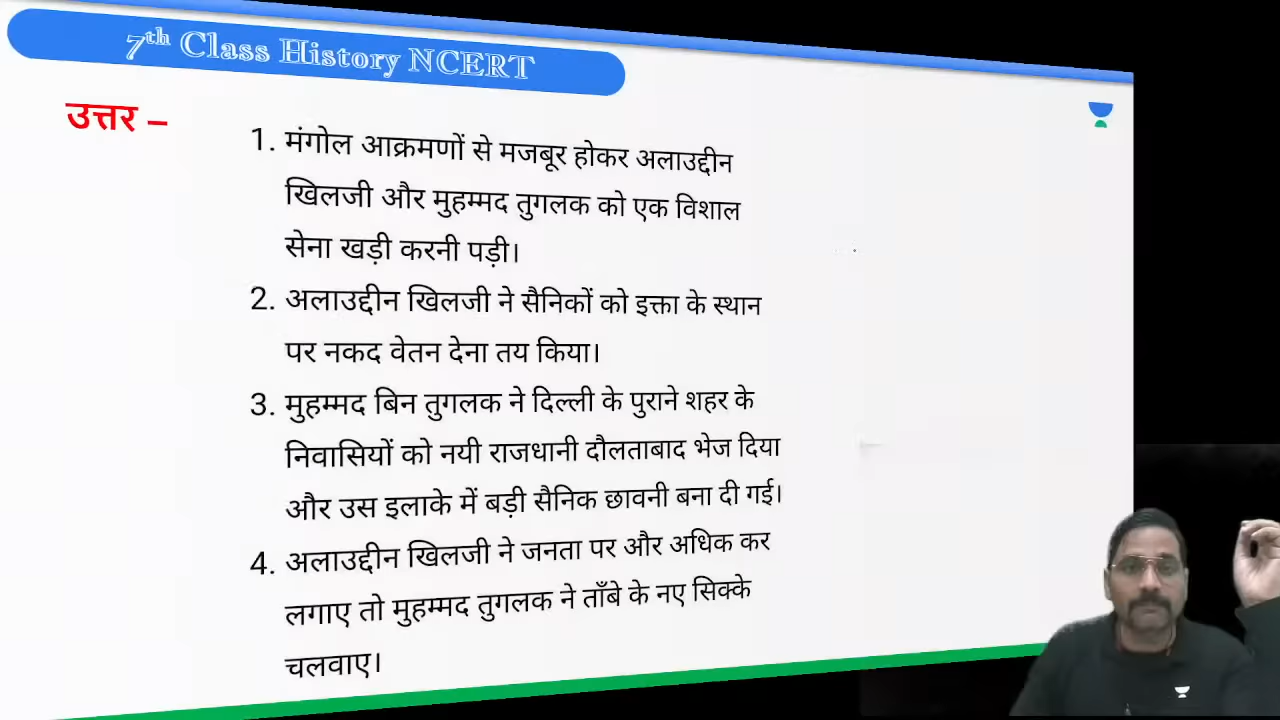 7th Class History NCERT
उत्तर –
1. मंगोल आक्रमणों से मजबूर होकर अलाउद्दीन
खिलजी और मुहम्मद तुगलक को एक विशाल
सेना खड़ी करनी पड़ी।
2. अलाउद्दीन खिलजी ने सैनिकों को इक्ता के स्थान
पर नकद वेतन देना तय किया।
3. मुहम्मद बिन तुगलक ने दिल्ली के पुराने शहर के
निवासियों को नयी राजधानी दौलताबाद भेज दिया
और उस इलाके में बड़ी सैनिक छावनी बना दी गई।
4. अलाउद्दीन खिलजी ने जनता पर और अधिक कर
लगाए तो मुहम्मद तुगलक ने ताँबे के नए सिक्के
चलवाए।